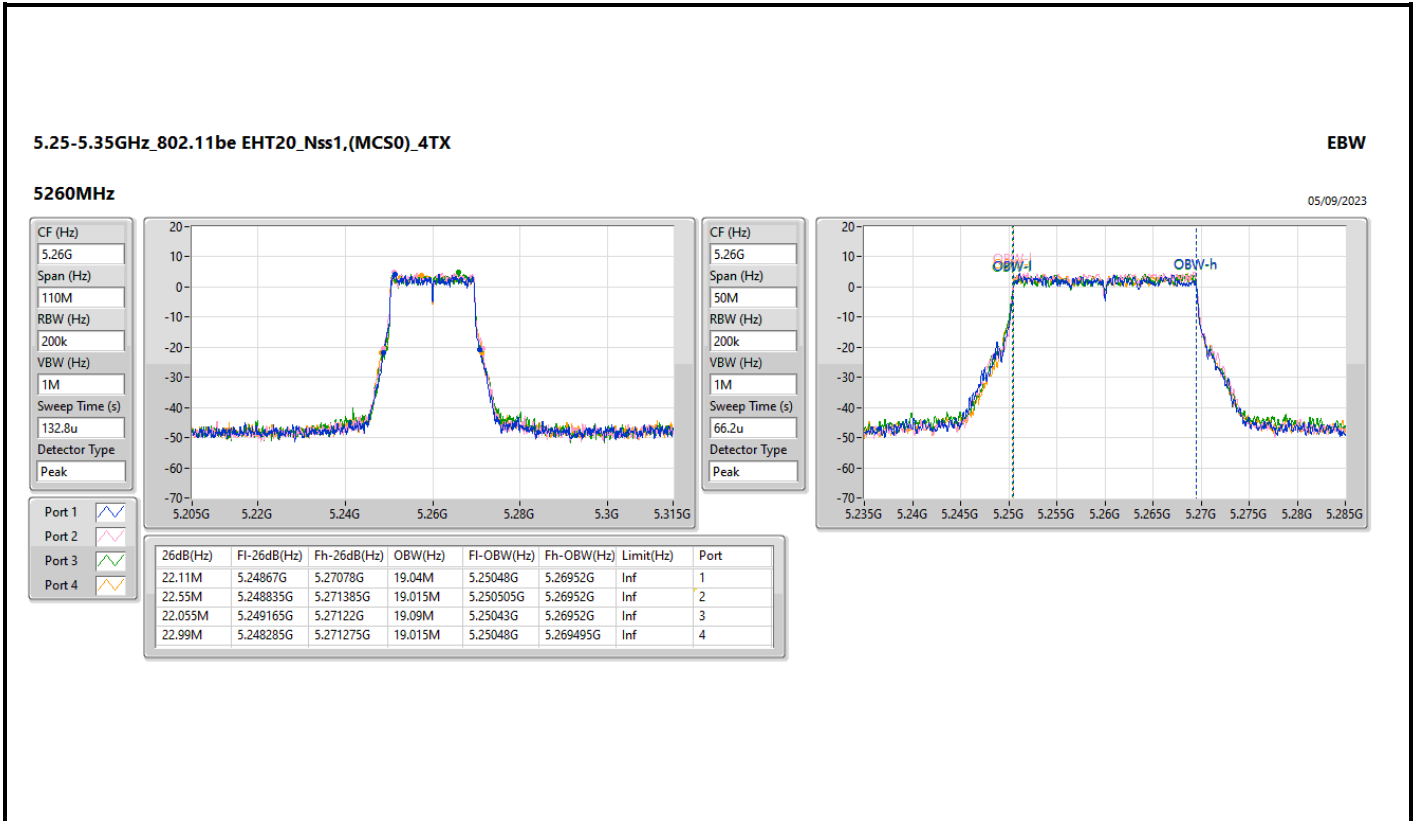 5.25-5.35GHz_802.11be EHT20_Nss1,(MCS0)_4TX
EBW
5260MHz
05/09/2023
CF (Hz)
5.26G
Span (Hz)
110M
RBW (Hz)
200k
VBW (Hz)
1M
Sweep Time (s)
132.8u
Detector Type
Peak
20
10
0
-10
-20
-30
-40
-50
-60
-70
5.205G 5.22G 5.24G 5.26G 5.28G 5.3G 5.315G
CF (Hz)
5.26G
Span (Hz)
50M
RBW (Hz)
200k
VBW (Hz)
1M
Sweep Time (s)
66.2u
Detector Type
Peak
20
10
0
-10
-20
-30
-40
-50
-60
-70
OBW-l
OBW-l
OBW-h
5.235G 5.24G 5.245G 5.25G 5.255G 5.26G 5.265G 5.27G 5.275G 5.28G 5.285G
Port 1
Port 2
Port 3
Port 4
26dB(Hz) Fl-26dB(Hz) Fh-26dB(Hz) OBW(Hz) Fl-OBW(Hz) Fh-OBW(Hz) Limit(Hz) Port
22.11M 5.24867G 5.27078G 19.04M 5.25048G 5.26952G Inf 1
22.55M 5.248835G 5.271385G 19.015M 5.250505G 5.26952G Inf 2
22.055M 5.249165G 5.27122G 19.09M 5.25043G 5.26952G Inf 3
22.99M 5.248285G 5.271275G 19.015M 5.25048G 5.269495G Inf 4